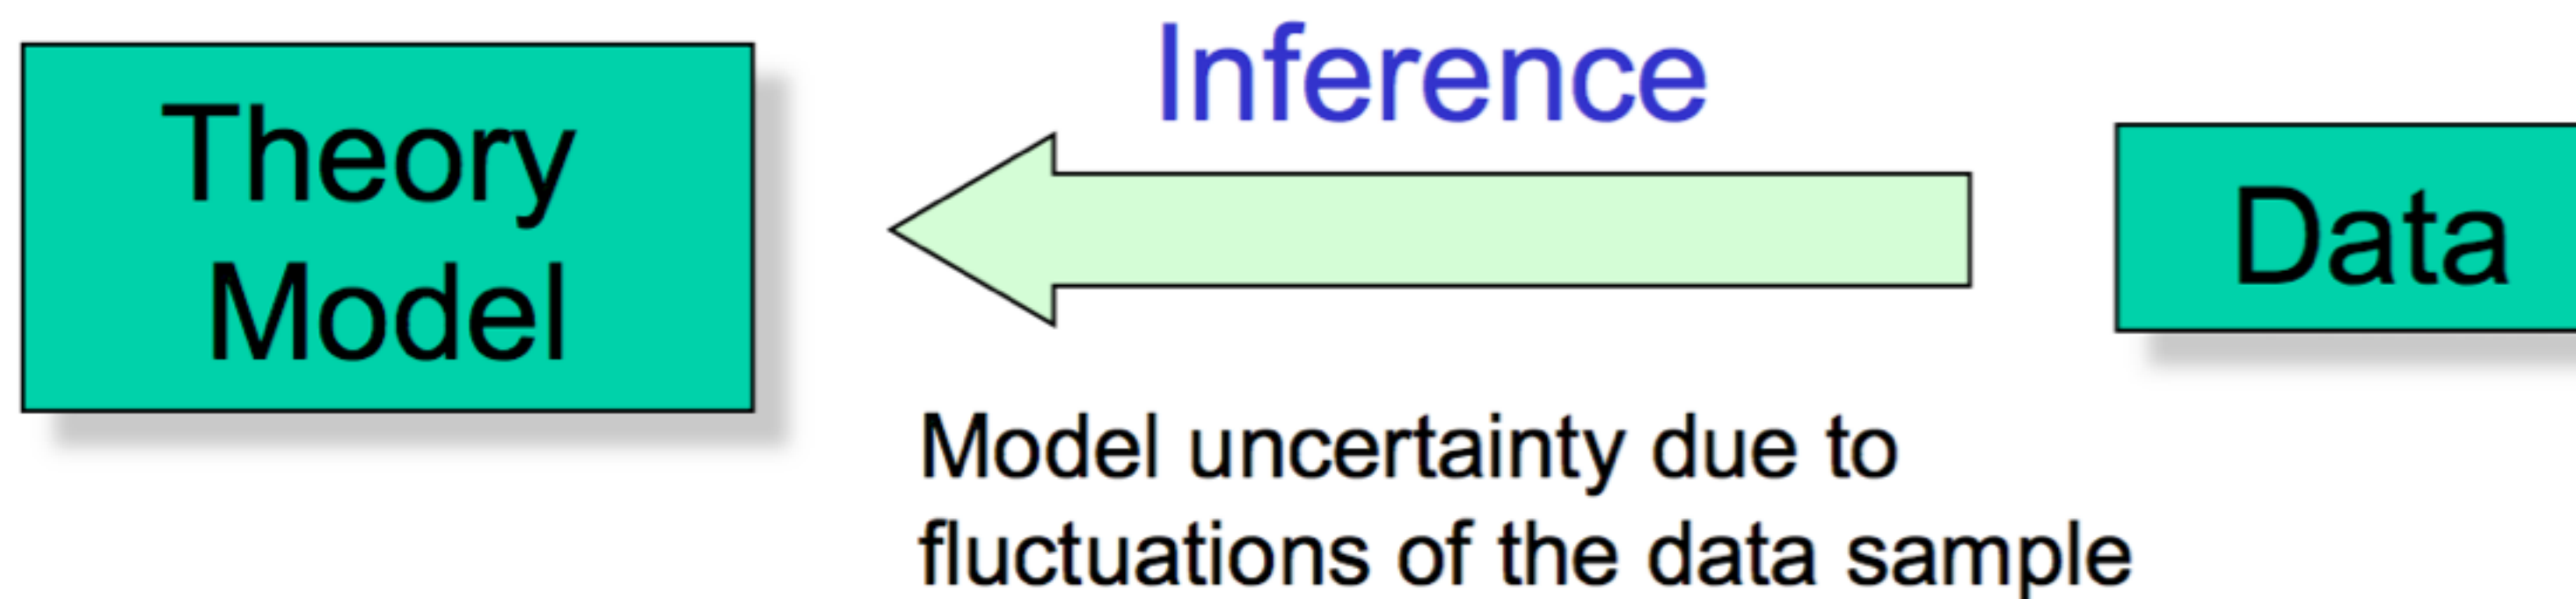 Inference
Theory
Model
Data
Model uncertainty due to
fluctuations of the data sample